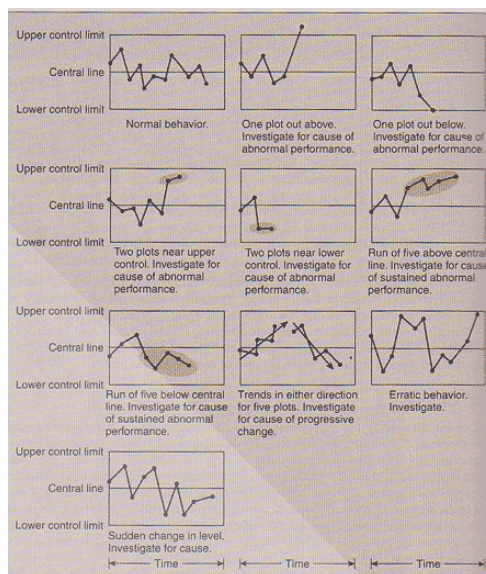 Upper control limit
Central line
Lower control limit
Normal behavior.
One plot out above.
Investigate for cause of
abnormal performance.
One plot out below.
Investigate for cause of
abnormal performance.
Upper control limit
Central line
Lower control limit
Two plots near upper
control. Investigate for
cause of abnormal
performance.
Two plots near lower
control. Investigate for
cause of abnormal
performance.
Run of five above central
line. Investigate for cause
of sustained abnormal
performance.
Upper control limit
Central line
Lower control limit
Run of five below central
line. Investigate for cause
of sustained abnormal
performance.
Trends in either direction
for five plots. Investigate
for cause of progressive
change.
Erratic behavior.
Investigate.
Upper control limit
Central line
Lower control limit
Sudden change in level.
Investigate for cause.
Time
Time
Time